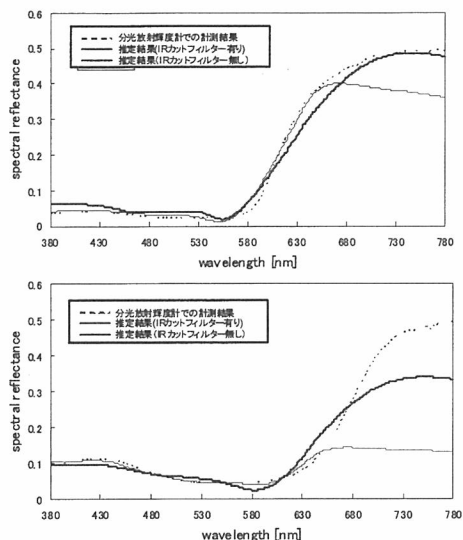 0.6
0.5
0.4
0.3
0.2
0.1
0
spectral reflectance
分光放射輝度計での計測結果
推定結果(IRカットフィルター有り)
推定結果(IRカットフィルター無し)
380 430 480 530 580 630 680 730 780
wavelength [nm]
0.6
0.5
0.4
0.3
0.2
0.1
0
spectral reflectance
分光放射輝度計での計測結果
推定結果(IRカットフィルター有り)
推定結果(IRカットフィルター無し)
380 430 480 530 580 630 680 730 780
wavelength [nm]